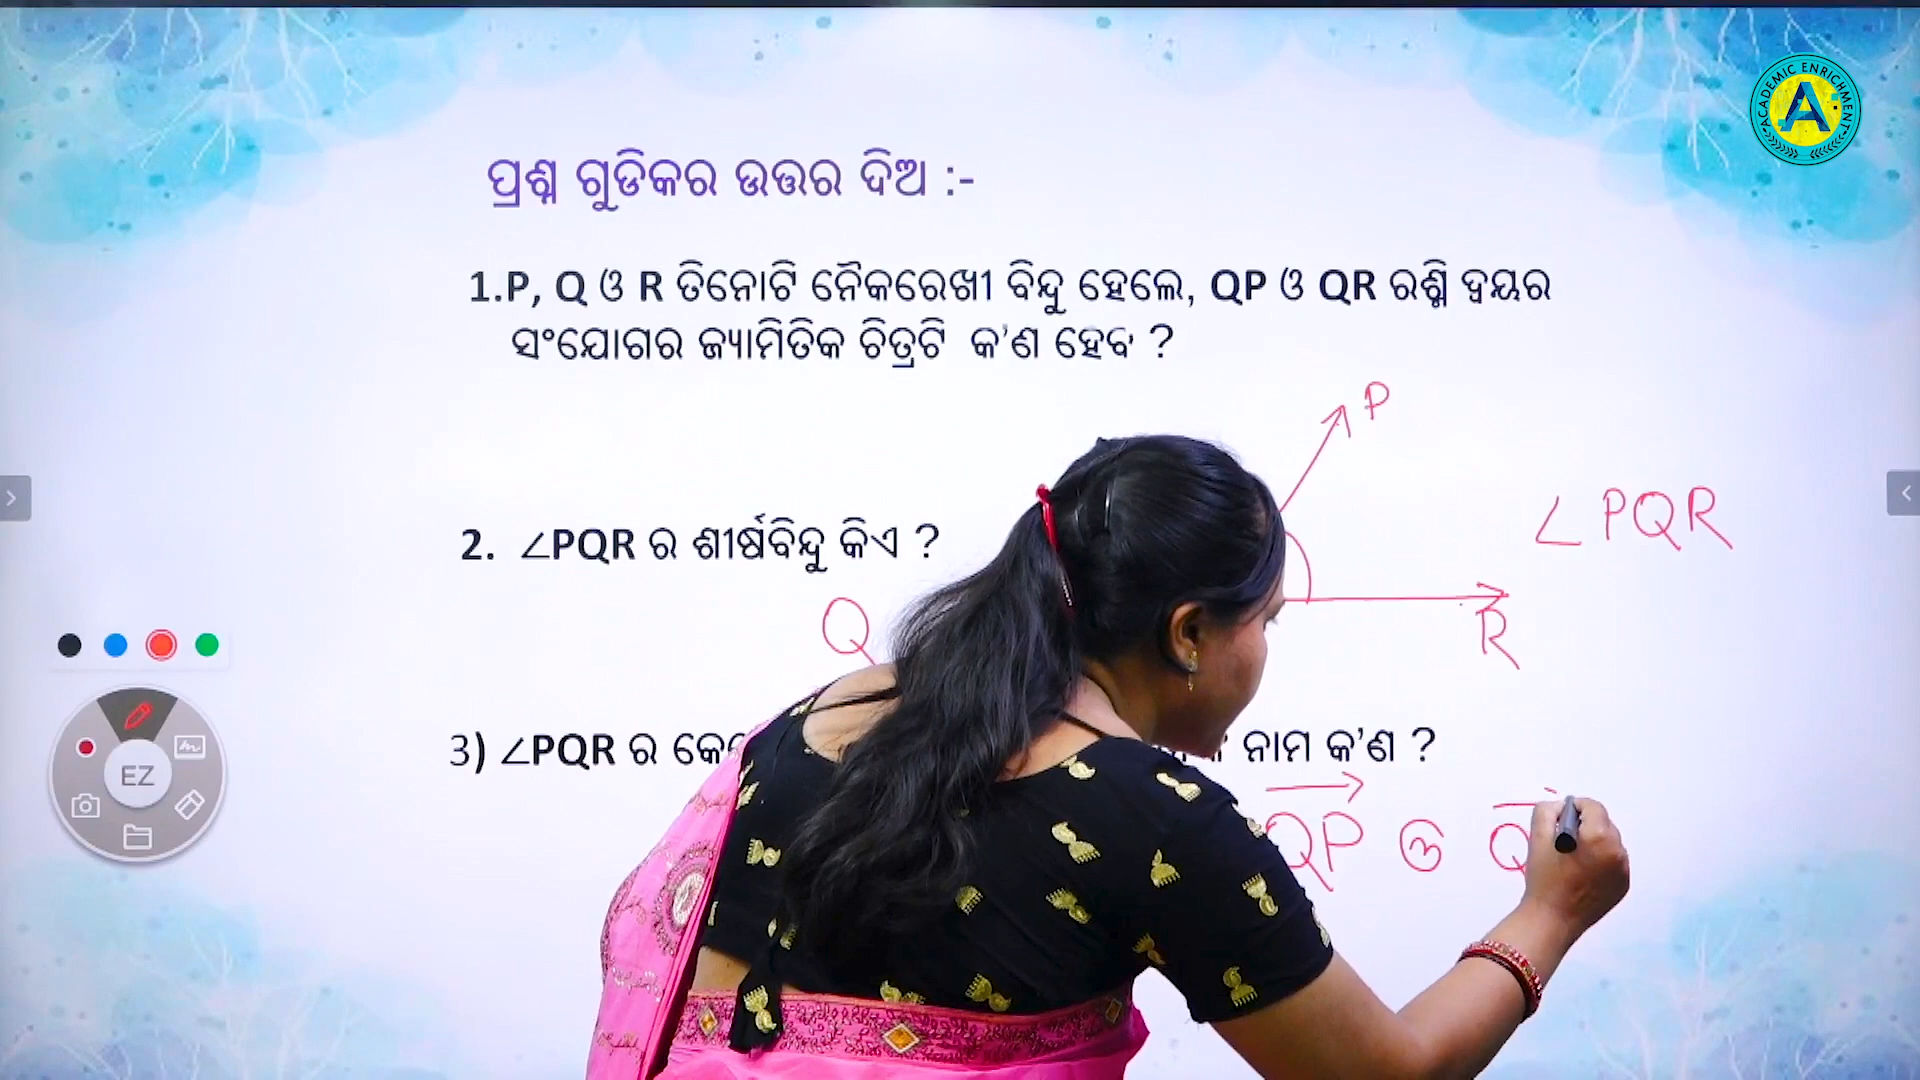 ACADEMIC ENRICHMENT
A
ପ୍ରଶ୍ନ ଗୁଡିକର ଉତ୍ତର ଦିଅ :-
1.P, Q ଓ R ତିନୋଟି ନୈକରେଖୀ ବିନ୍ଦୁ ହେଲେ, QP ଓ QR ରଶ୍ମି ଦ୍ୱୟର
ସଂଯୋଗର ଜ୍ୟାମିତିକ ଚିତ୍ରଟି କ'ଣ ହେବ ?
P
∠PQR
2. ∠PQR ର ଶୀର୍ଷବିନ୍ଦୁ କିଏ ?
Q
R
3) ∠PQR ର ନାମ କ'ଣ ?
QP ଓ Q
EZ